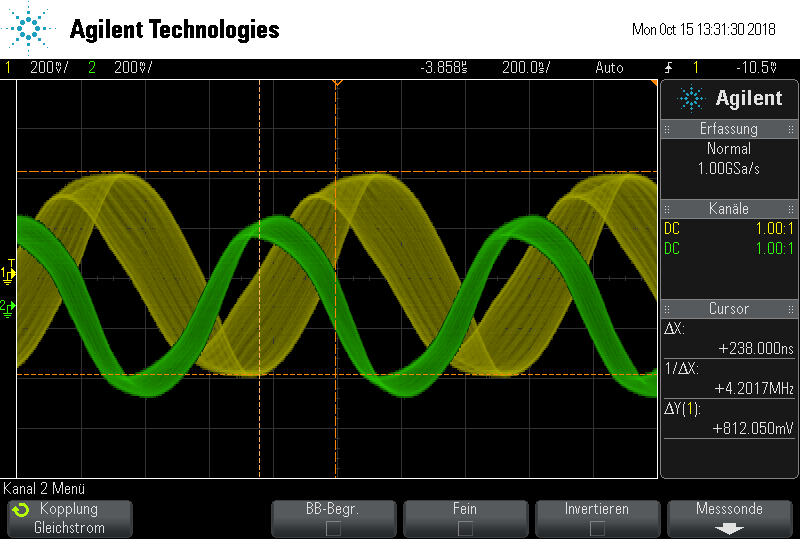 Agilent Technologies
Mon Oct 15 13:31:30 2018
1 200mV/ 2 200mV/ -3.858µs 200.0ns/ Auto 1 -10.5mV
Agilent
Erfassung
Normal
1.00GSa/s
Kanäle
DC 1.00:1
DC 1.00:1
Cursor
ΔX:
+238.000ns
1/ΔX:
+4.2017MHz
ΔY(1):
+812.050mV
T
1
2
Kanal 2 Menü
Kopplung
Gleichstrom
BB-Begr.
Fein
Invertieren
Messsonde